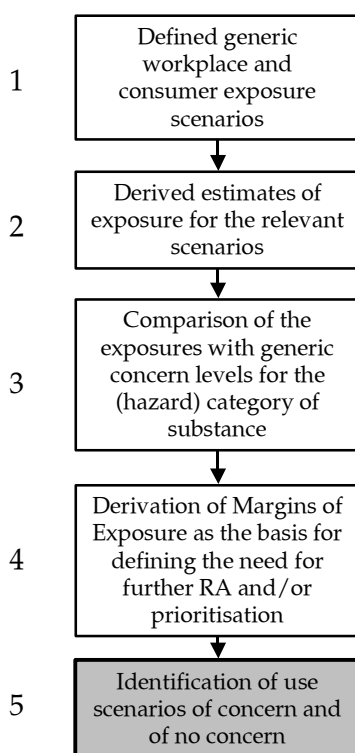 1
Defined generic
workplace and
consumer exposure
scenarios
2
Derived estimates of
exposure for the relevant
scenarios
3
Comparison of the
exposures with generic
concern levels for the
(hazard) category of
substance
4
Derivation of Margins of
Exposure as the basis for
defining the need for
further RA and/or
prioritisation
5
Identification of use
scenarios of concern and
of no concern